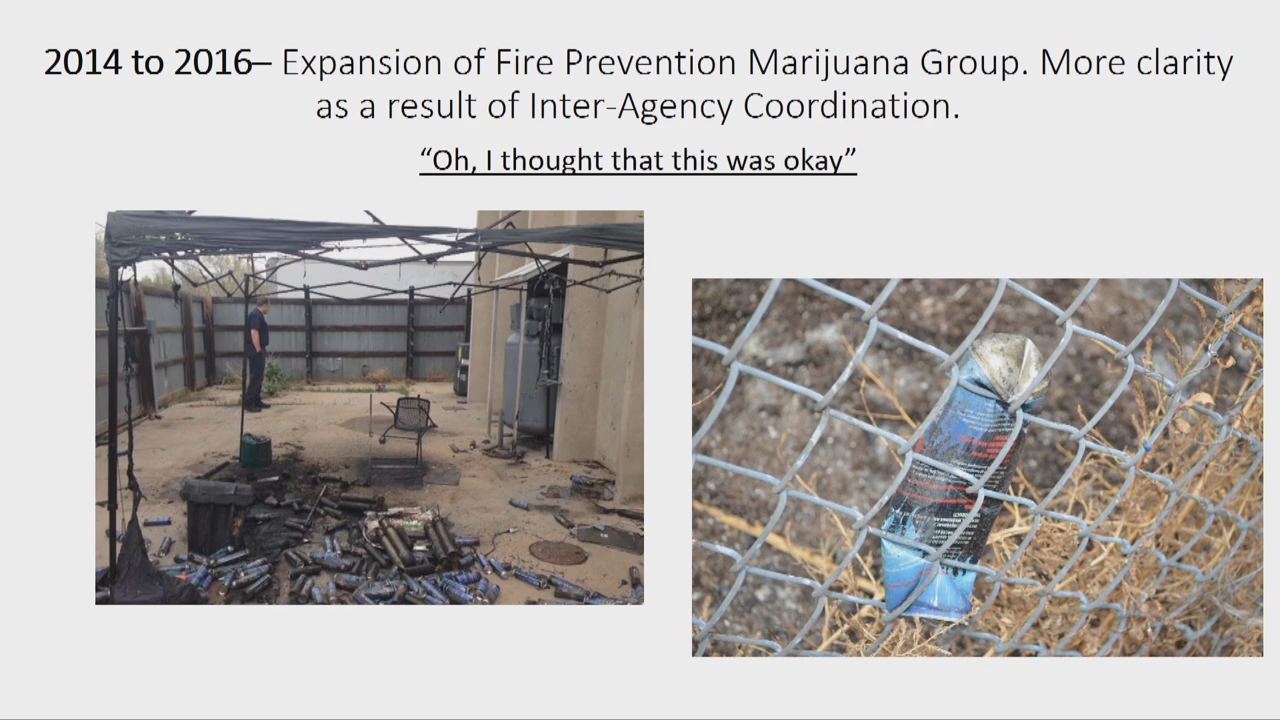 2014 to 2016– Expansion of Fire Prevention Marijuana Group. More clarity
as a result of Inter-Agency Coordination.
“Oh, I thought that this was okay”